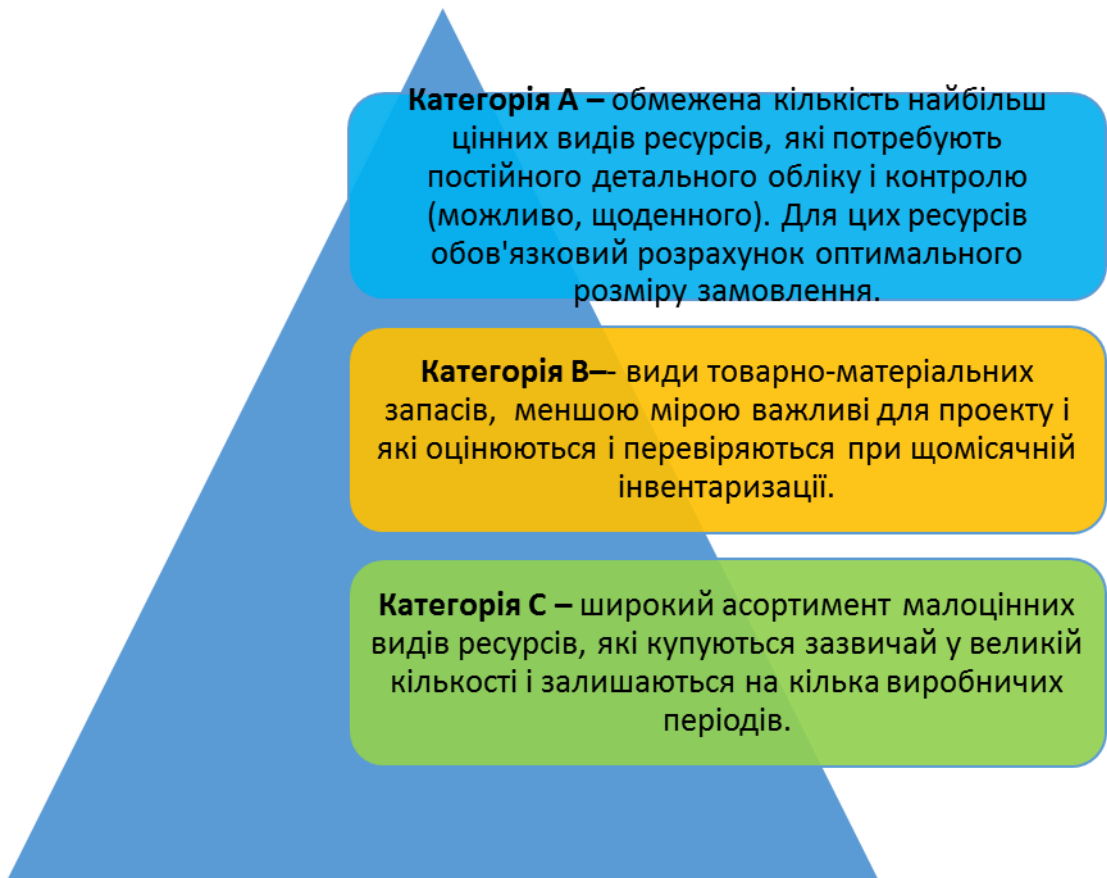 Категорія А – обмежена кількість найбільш
цінних видів ресурсів, які потребують
постійного детального обліку і контролю
(можливо, щоденного). Для цих ресурсів
обов'язковий розрахунок оптимального
розміру замовлення.
Категорія В–- види товарно-матеріальних
запасів, меншою мірою важливі для проекту і
які оцінюються і перевіряються при щомісячній
інвентаризації.
Категорія С – широкий асортимент малоцінних
видів ресурсів, які купуються зазвичай у великій
кількості і залишаються на кілька виробничих
періодів.